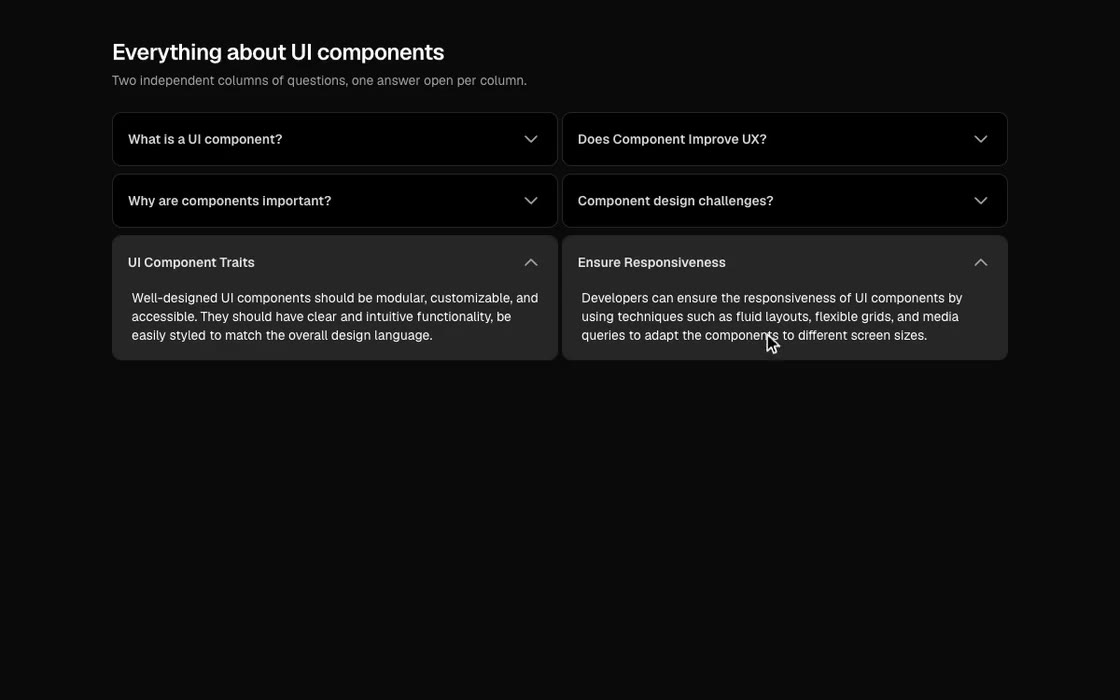 Everything about UI components
Two independent columns of questions, one answer open per column.
What is a UI component?
Why are components important?
UI Component Traits
Well-designed UI components should be modular, customizable, and
accessible. They should have clear and intuitive functionality, be
easily styled to match the overall design language.
Does Component Improve UX?
Component design challenges?
Ensure Responsiveness
Developers can ensure the responsiveness of UI components by
using techniques such as fluid layouts, flexible grids, and media
queries to adapt the components to different screen sizes.